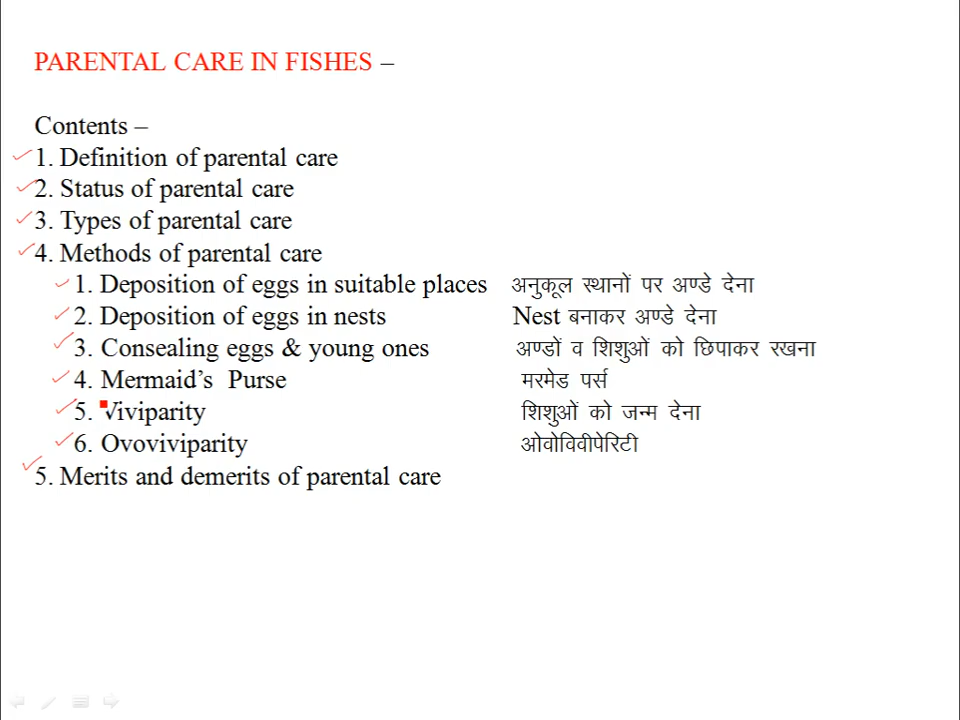 PARENTAL CARE IN FISHES –
Contents –
1. Definition of parental care
2. Status of parental care
3. Types of parental care
4. Methods of parental care
1. Deposition of eggs in suitable places अनुकूल स्थानों पर अण्डे देना
2. Deposition of eggs in nests Nest बनाकर अण्डे देना
3. Consealing eggs & young ones अण्डों व शिशुओं को छिपाकर रखना
4. Mermaid’s Purse मरमेड पर्स
5. Viviparity शिशुओं को जन्म देना
6. Ovoviviparity ओवोविवीपेरिटी
5. Merits and demerits of parental care